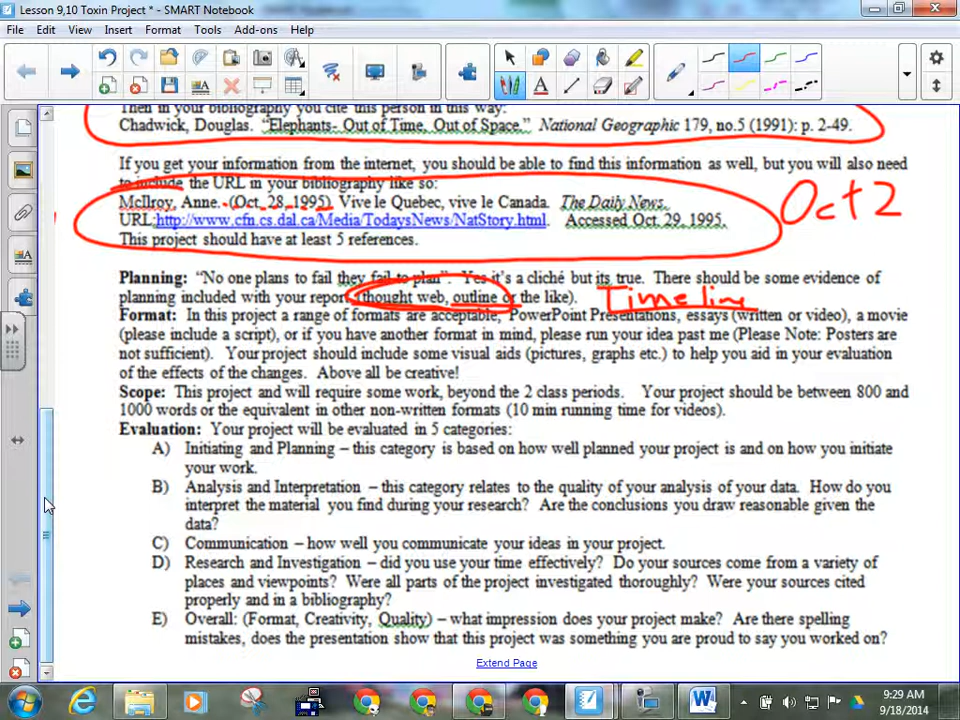 Lesson 9,10 Toxin Project * - SMART Notebook
File Edit View Insert Format Tools Add-ons Help
Then in your bibliography you cite this person in this way:
Chadwick, Douglas. “Elephants- Out of Time, Out of Space.” National Geographic 179, no.5 (1991): p. 2-49.
If you get your information from the internet, you should be able to find this information as well, but you will also need
to include the URL in your bibliography like so:
McIlroy, Anne. (Oct. 28, 1995). Vive le Quebec, vive le Canada. The Daily News.
Oct 2
URL:http://www.cfn.cs.dal.ca/Media/TodaysNews/NatStory.html. Accessed Oct. 29, 1995.
This project should have at least 5 references.
Planning: “No one plans to fail they fail to plan”. Yes it’s a cliché but its true. There should be some evidence of
planning included with your report (thought web, outline or the like). Timeline
Format: In this project a range of formats are acceptable, PowerPoint Presentations, essays (written or video), a movie
(please include a script), or if you have another format in mind, please run your idea past me (Please Note: Posters are
not sufficient). Your project should include some visual aids (pictures, graphs etc.) to help you aid in your evaluation
of the effects of the changes. Above all be creative!
Scope: This project and will require some work, beyond the 2 class periods. Your project should be between 800 and
1000 words or the equivalent in other non-written formats (10 min running time for videos).
Evaluation: Your project will be evaluated in 5 categories:
A) Initiating and Planning – this category is based on how well planned your project is and on how you initiate
your work.
B) Analysis and Interpretation – this category relates to the quality of your analysis of your data. How do you
interpret the material you find during your research? Are the conclusions you draw reasonable given the
data?
C) Communication – how well you communicate your ideas in your project.
D) Research and Investigation – did you use your time effectively? Do your sources come from a variety of
places and viewpoints? Were all parts of the project investigated thoroughly? Were your sources cited
properly and in a bibliography?
E) Overall: (Format, Creativity, Quality) – what impression does your project make? Are there spelling
mistakes, does the presentation show that this project was something you are proud to say you worked on?
Extend Page
9:29 AM
9/18/2014